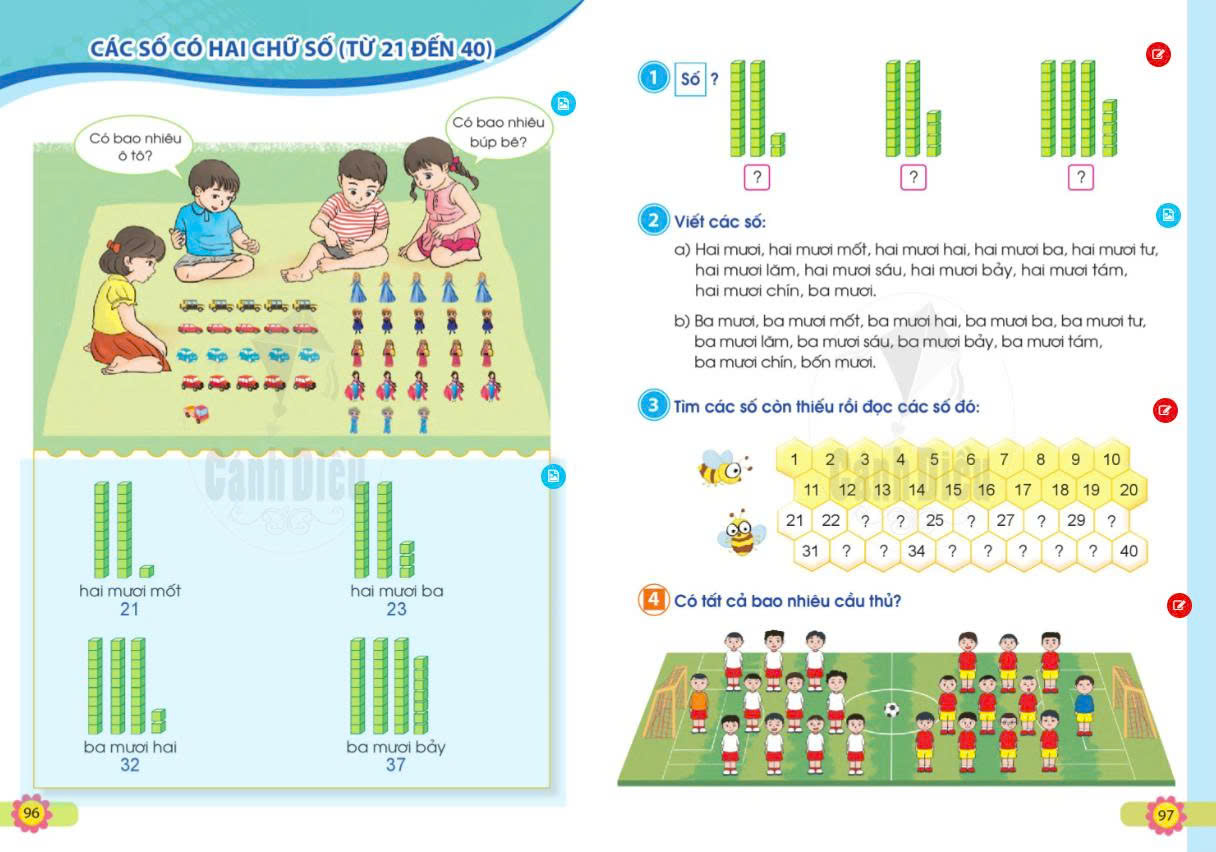 CÁC SỐ CÓ HAI CHỮ SỐ (TỪ 21 ĐẾN 40)
Có bao nhiêu
ô tô?
Có bao nhiêu
búp bê?
Cánh Diều
hai mươi mốt
21
hai mươi ba
23
ba mươi hai
32
ba mươi bảy
37
96
1 Số ?
? ? ?
2 Viết các số:
a) Hai mươi, hai mươi mốt, hai mươi hai, hai mươi ba, hai mươi tư,
hai mươi lăm, hai mươi sáu, hai mươi bảy, hai mươi tám,
hai mươi chín, ba mươi.
b) Ba mươi, ba mươi mốt, ba mươi hai, ba mươi ba, ba mươi tư,
ba mươi lăm, ba mươi sáu, ba mươi bảy, ba mươi tám,
ba mươi chín, bốn mươi.
3 Tìm các số còn thiếu rồi đọc các số đó:
Cánh Diều
1 2 3 4 5 6 7 8 9 10
11 12 13 14 15 16 17 18 19 20
21 22 ? ? 25 ? 27 ? 29 ?
31 ? ? 34 ? ? ? ? ? 40
4 Có tất cả bao nhiêu cầu thủ?
97